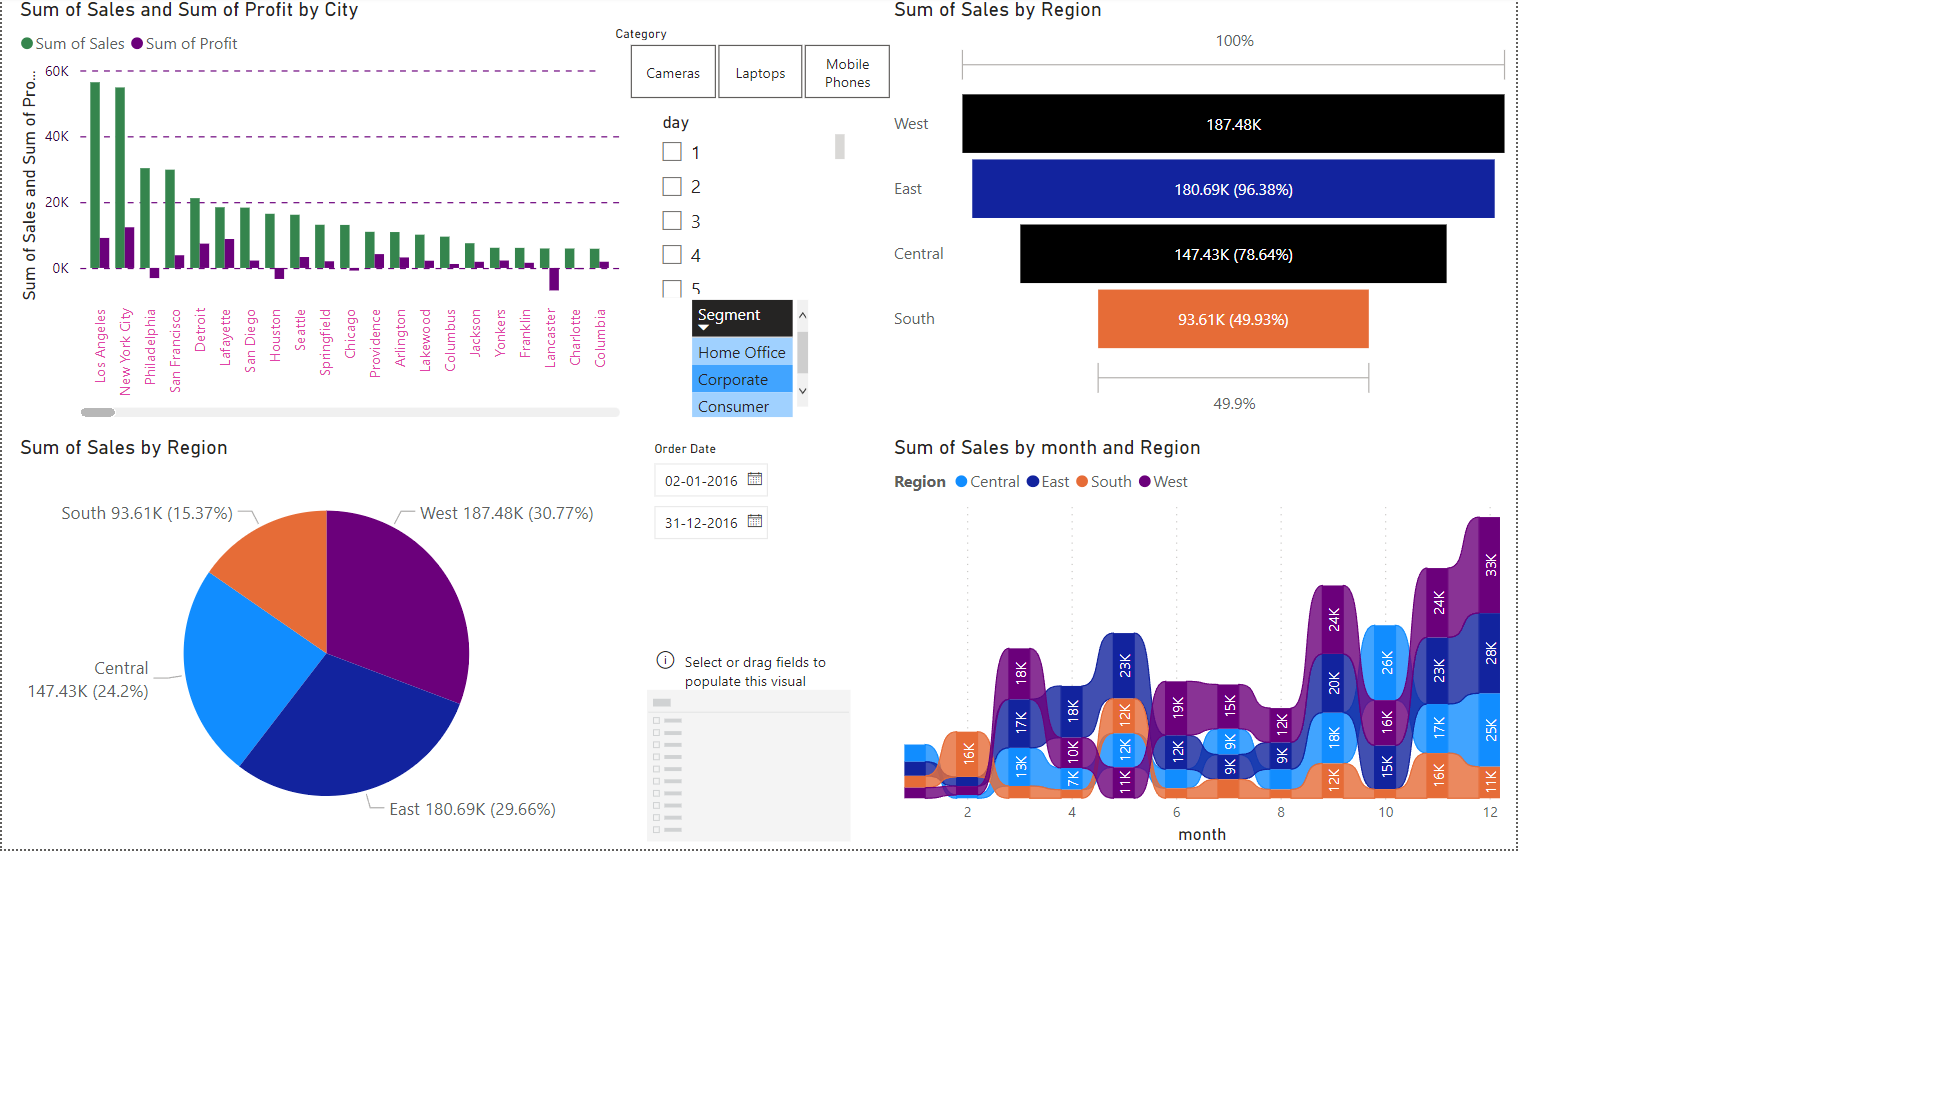 Sum of Sales and Sum of Profit by City
Sum of Sales Sum of Profit
Sum of Sales and Sum of Pro...
60K
40K
20K
0K
Los Angeles
New York City
Philadelphia
San Francisco
Detroit
Lafayette
San Diego
Houston
Seattle
Springfield
Chicago
Providence
Arlington
Lakewood
Columbus
Jackson
Yonkers
Franklin
Lancaster
Charlotte
Columbia
Category
Cameras
Laptops
Mobile
Phones
day
1
2
3
4
5
Segment
Home Office
Corporate
Consumer
Sum of Sales by Region
100%
West
187.48K
East
180.69K (96.38%)
Central
147.43K (78.64%)
South
93.61K (49.93%)
49.9%
Sum of Sales by Region
South 93.61K (15.37%)
West 187.48K (30.77%)
Central
147.43K (24.2%)
East 180.69K (29.66%)
Order Date
02-01-2016
31-12-2016
Select or drag fields to
populate this visual
Sum of Sales by month and Region
Region Central East South West
16K
18K
17K
13K
18K
10K
7K
23K
12K
12K
11K
19K
12K
15K
9K
9K
12K
9K
24K
20K
18K
12K
26K
16K
15K
24K
23K
17K
16K
33K
28K
25K
11K
2 4 6 8 10 12
month